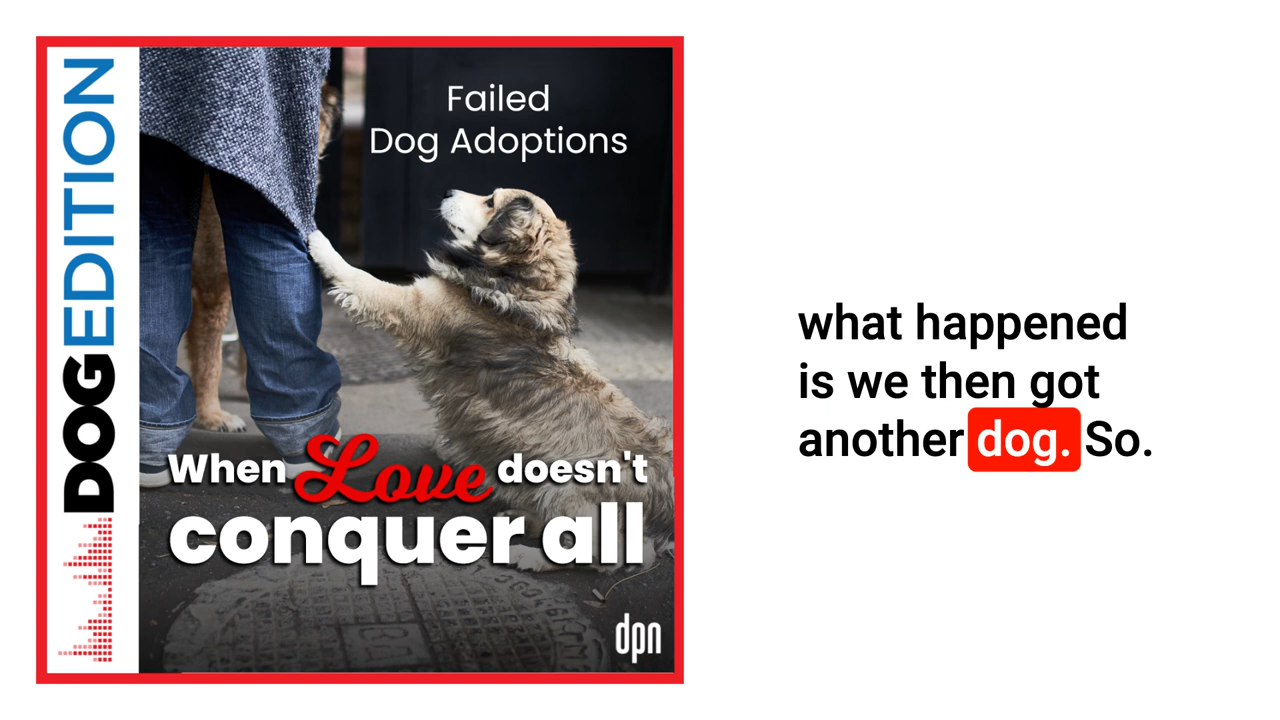 DOGEDITION
Failed
Dog Adoptions
When Love doesn't
conquer all
dpn
what happened
is we then got
another dog. So.